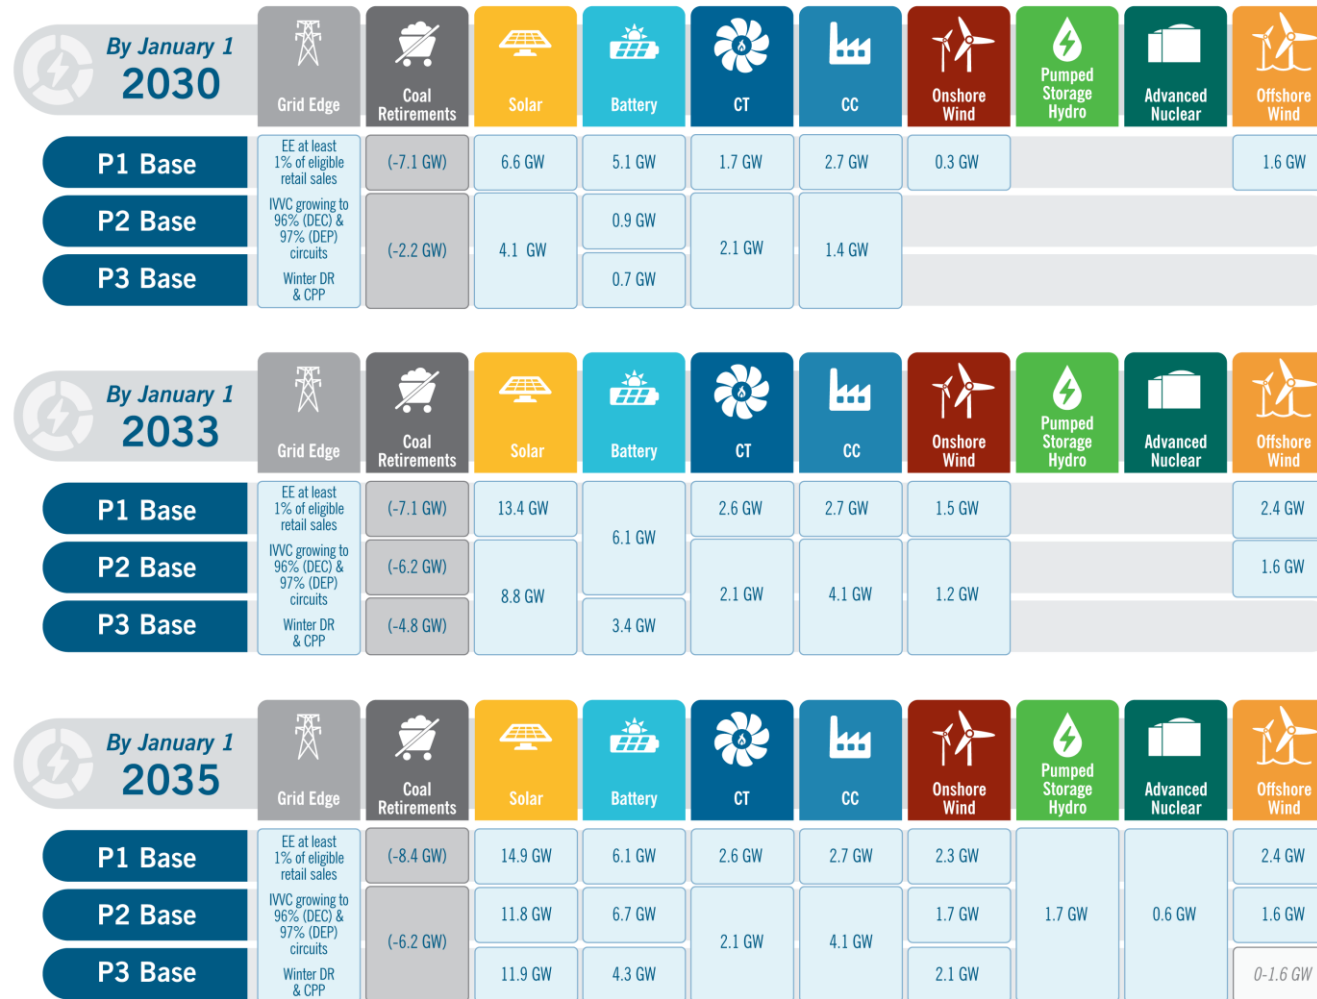 By January 1
2030
Grid Edge
Coal
Retirements
Solar
Battery
CT
CC
Onshore
Wind
Pumped
Storage
Hydro
Advanced
Nuclear
Offshore
Wind
P1 Base
EE at least
1% of eligible
retail sales
(-7.1 GW)
6.6 GW
5.1 GW
1.7 GW
2.7 GW
0.3 GW
1.6 GW
P2 Base
IVVC growing to
96% (DEC) &
97% (DEP)
circuits
(-2.2 GW)
4.1 GW
0.9 GW
2.1 GW
1.4 GW
P3 Base
Winter DR
& CPP
0.7 GW
By January 1
2033
Grid Edge
Coal
Retirements
Solar
Battery
CT
CC
Onshore
Wind
Pumped
Storage
Hydro
Advanced
Nuclear
Offshore
Wind
P1 Base
EE at least
1% of eligible
retail sales
(-7.1 GW)
13.4 GW
6.1 GW
2.6 GW
2.7 GW
1.5 GW
2.4 GW
P2 Base
IVVC growing to
96% (DEC) &
97% (DEP)
circuits
(-6.2 GW)
8.8 GW
2.1 GW
4.1 GW
1.2 GW
1.6 GW
P3 Base
Winter DR
& CPP
(-4.8 GW)
3.4 GW
By January 1
2035
Grid Edge
Coal
Retirements
Solar
Battery
CT
CC
Onshore
Wind
Pumped
Storage
Hydro
Advanced
Nuclear
Offshore
Wind
P1 Base
EE at least
1% of eligible
retail sales
(-8.4 GW)
14.9 GW
6.1 GW
2.6 GW
2.7 GW
2.3 GW
2.4 GW
P2 Base
IVVC growing to
96% (DEC) &
97% (DEP)
circuits
(-6.2 GW)
11.8 GW
6.7 GW
2.1 GW
4.1 GW
1.7 GW
1.7 GW
0.6 GW
1.6 GW
P3 Base
Winter DR
& CPP
11.9 GW
4.3 GW
2.1 GW
0-1.6 GW